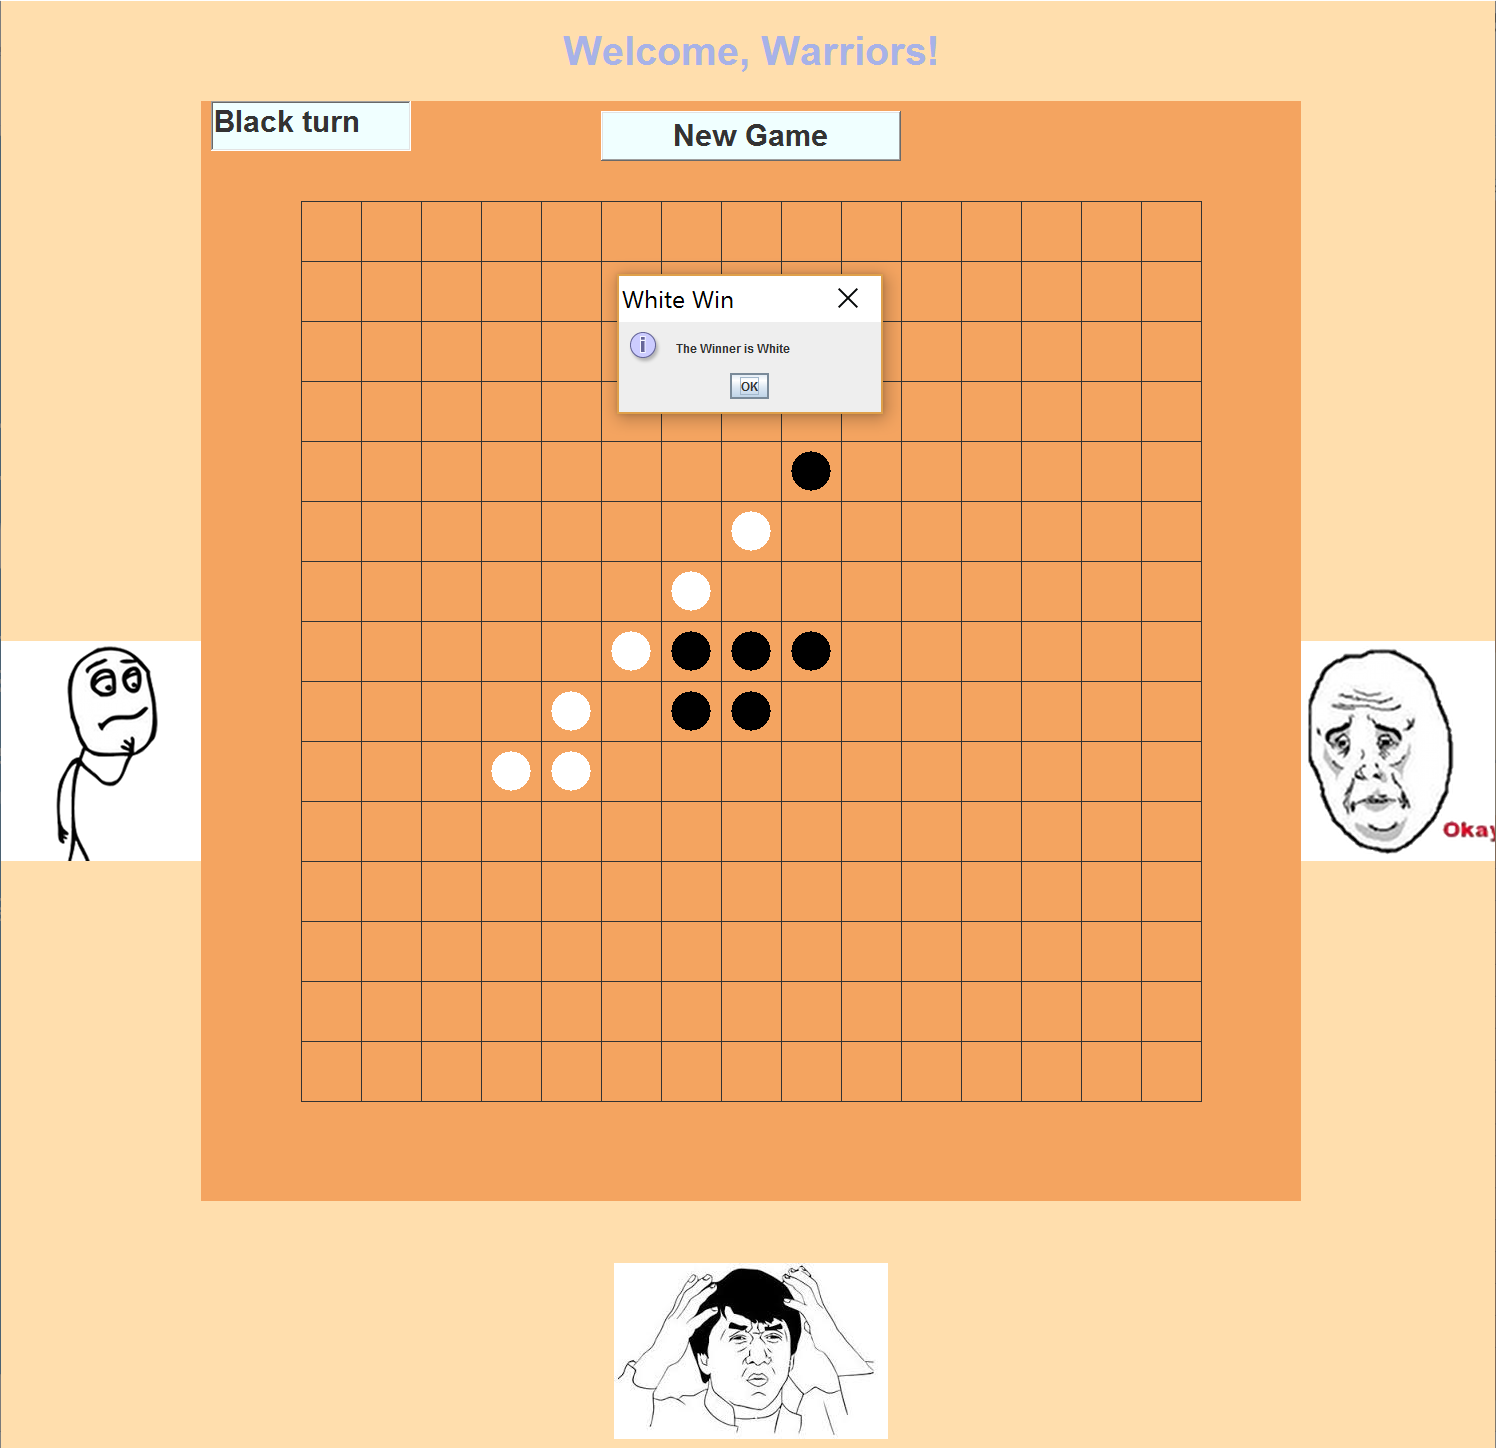 Welcome, Warriors!
Black turn
New Game
White Win
The Winner is White
OK
Okay